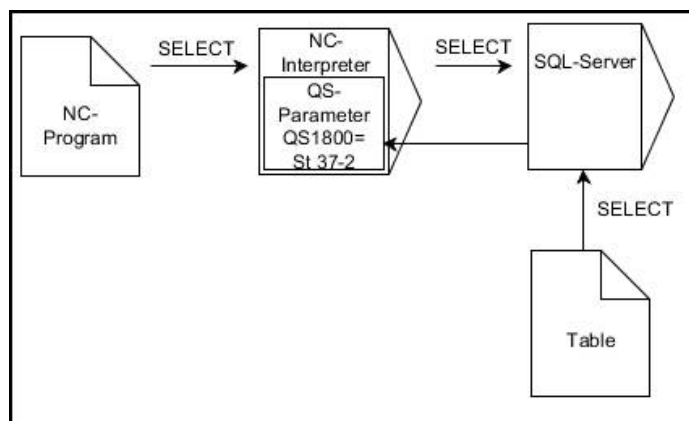 SELECT
NC-
Interpreter
SELECT
SQL-Server
NC-
Program
QS-
Parameter
QS1800=
St 37-2
SELECT
Table